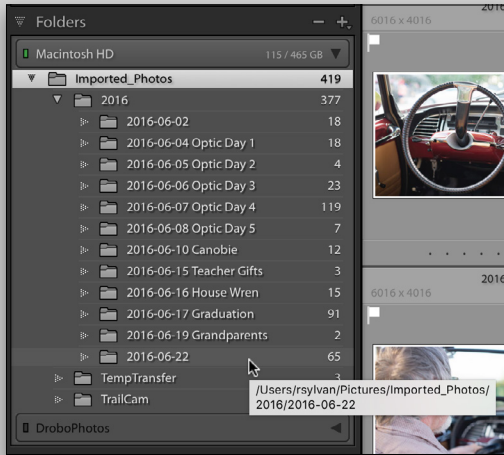 Folders
Macintosh HD 115 / 465 GB
Imported_Photos 419
2016 377
2016-06-02 18
2016-06-04 Optic Day 1 18
2016-06-05 Optic Day 2 4
2016-06-06 Optic Day 3 23
2016-06-07 Optic Day 4 119
2016-06-08 Optic Day 5 7
2016-06-10 Canobie 12
2016-06-15 Teacher Gifts 3
2016-06-16 House Wren 15
2016-06-17 Graduation 91
2016-06-19 Grandparents 2
2016-06-22 65
TempTransfer 3
TrailCam
/Users/rsylvan/Pictures/Imported_Photos/
2016/2016-06-22
DroboPhotos
2016
6016 x 4016
2016
6016 x 4016